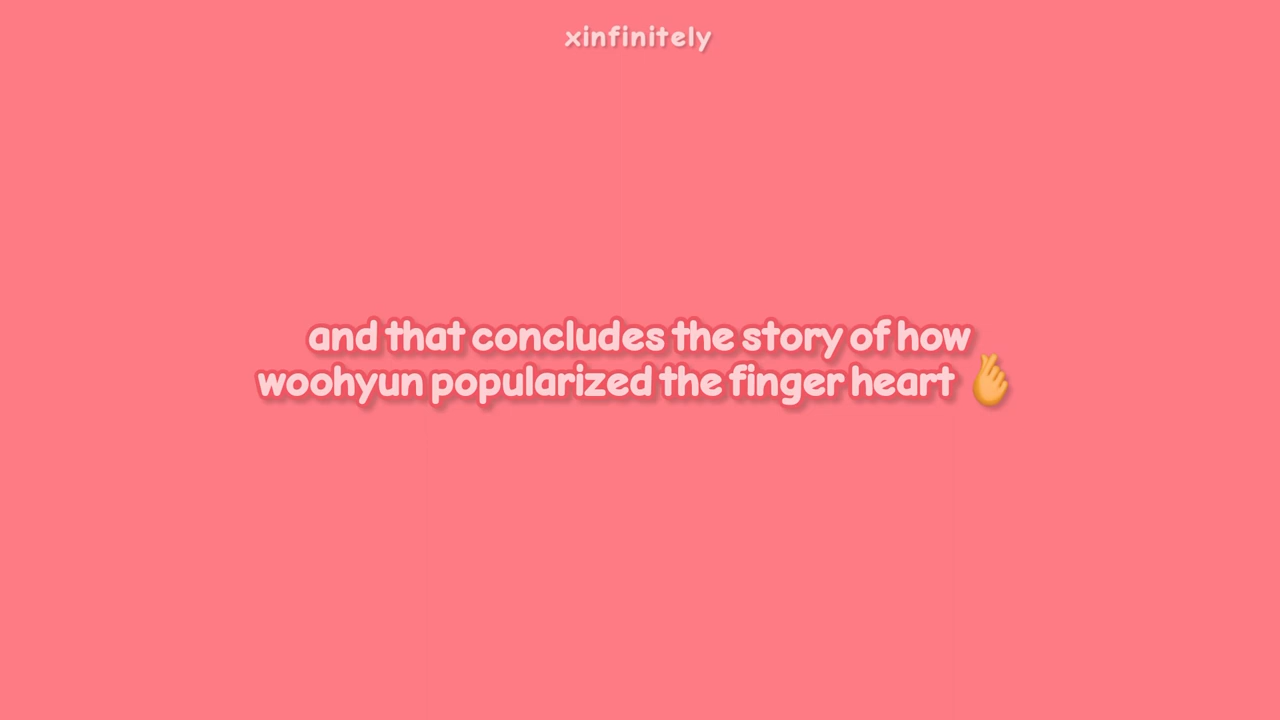 xinfinitely
and that concludes the story of how
woohyun popularized the finger heart 🫰